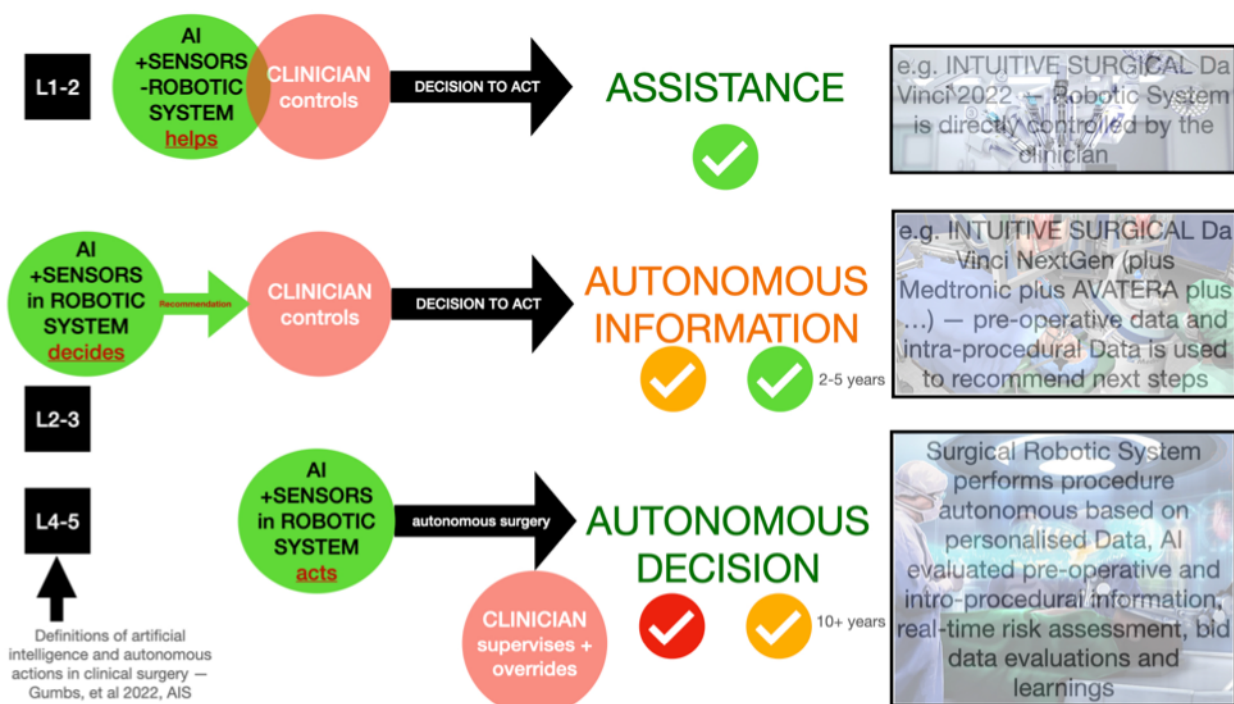 L1-2
AI
+SENSORS
-ROBOTIC
SYSTEM
helps
CLINICIAN
controls
DECISION TO ACT
ASSISTANCE
e.g. INTUITIVE SURGICAL Da
Vinci 2022 — Robotic System
is directly controlled by the
clinician
AI
+SENSORS
in ROBOTIC
SYSTEM
decides
Recommendation
CLINICIAN
controls
DECISION TO ACT
AUTONOMOUS
INFORMATION
2-5 years
e.g. INTUITIVE SURGICAL Da
Vinci NextGen (plus
Medtronic plus AVATERA plus
...) — pre-operative data and
intra-procedural Data is used
to recommend next steps
L2-3
L4-5
AI
+SENSORS
in ROBOTIC
SYSTEM
acts
autonomous surgery
CLINICIAN
supervises +
overrides
AUTONOMOUS
DECISION
10+ years
Surgical Robotic System
performs procedure
autonomous based on
personalised Data, AI
evaluated pre-operative and
intro-procedural information,
real-time risk assessment, bid
data evaluations and
learnings
Definitions of artificial
intelligence and autonomous
actions in clinical surgery —
Gumbs, et al 2022, AIS